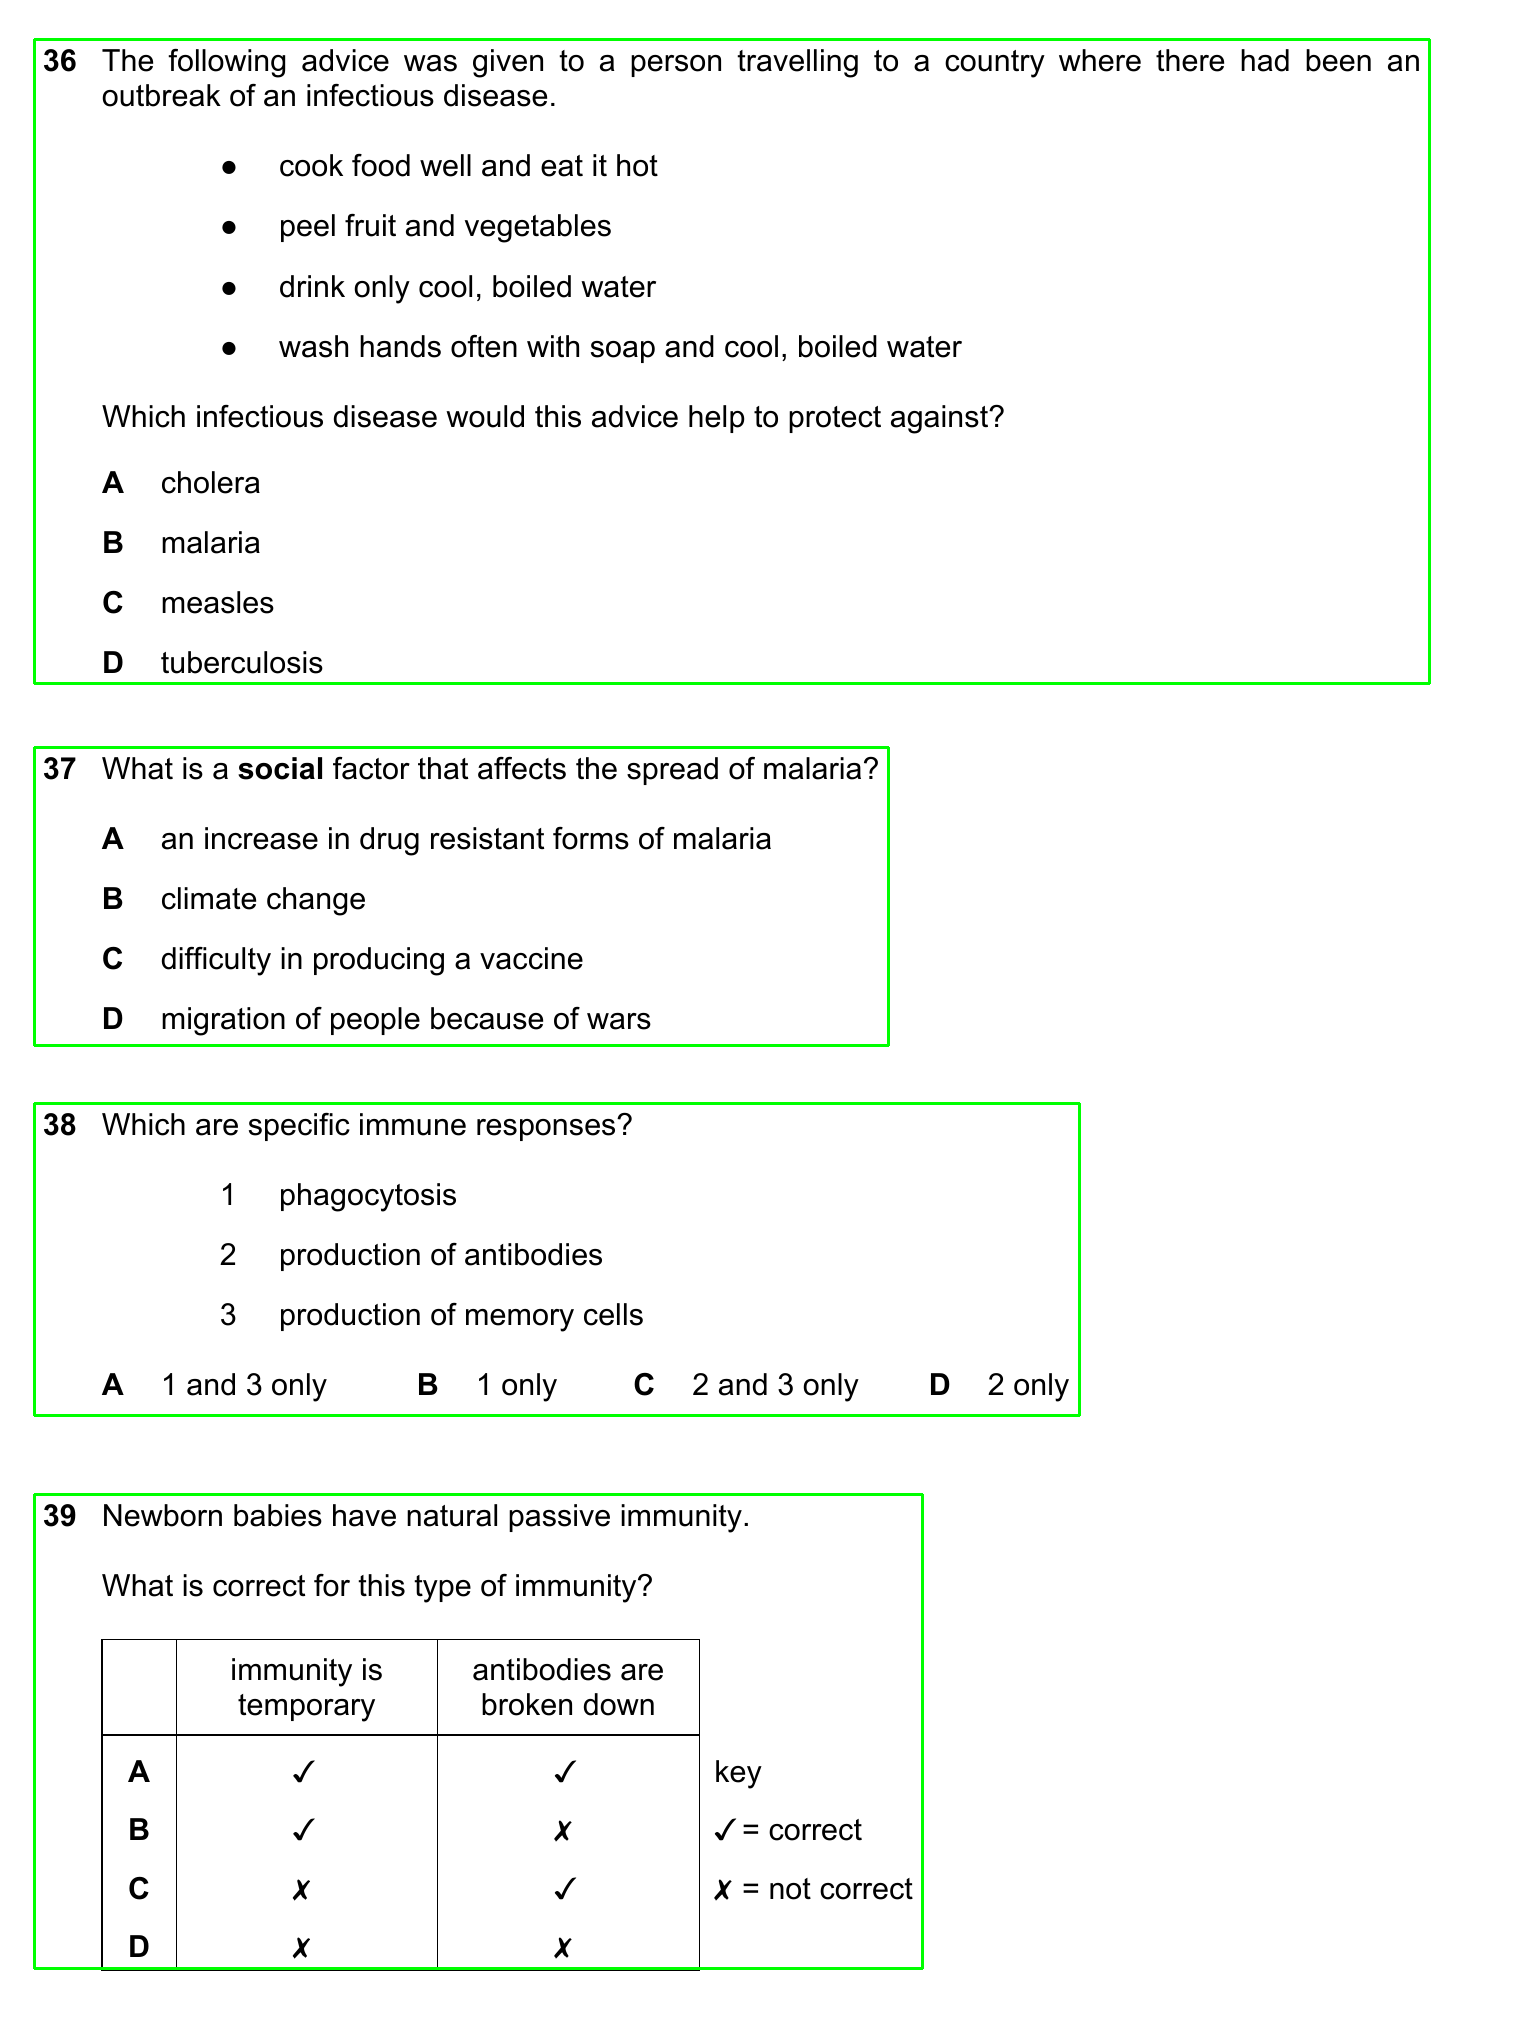 36 The following advice was given to a person travelling to a country where there had been an
outbreak of an infectious disease.
● cook food well and eat it hot
● peel fruit and vegetables
● drink only cool, boiled water
● wash hands often with soap and cool, boiled water
Which infectious disease would this advice help to protect against?
A cholera
B malaria
C measles
D tuberculosis
37 What is a social factor that affects the spread of malaria?
A an increase in drug resistant forms of malaria
B climate change
C difficulty in producing a vaccine
D migration of people because of wars
38 Which are specific immune responses?
1 phagocytosis
2 production of antibodies
3 production of memory cells
A 1 and 3 only B 1 only C 2 and 3 only D 2 only
39 Newborn babies have natural passive immunity.
What is correct for this type of immunity?
immunity is antibodies are
temporary broken down
A ✓ ✓ key
B ✓ ✗ ✓ = correct
C ✗ ✓ ✗ = not correct
D ✗ ✗